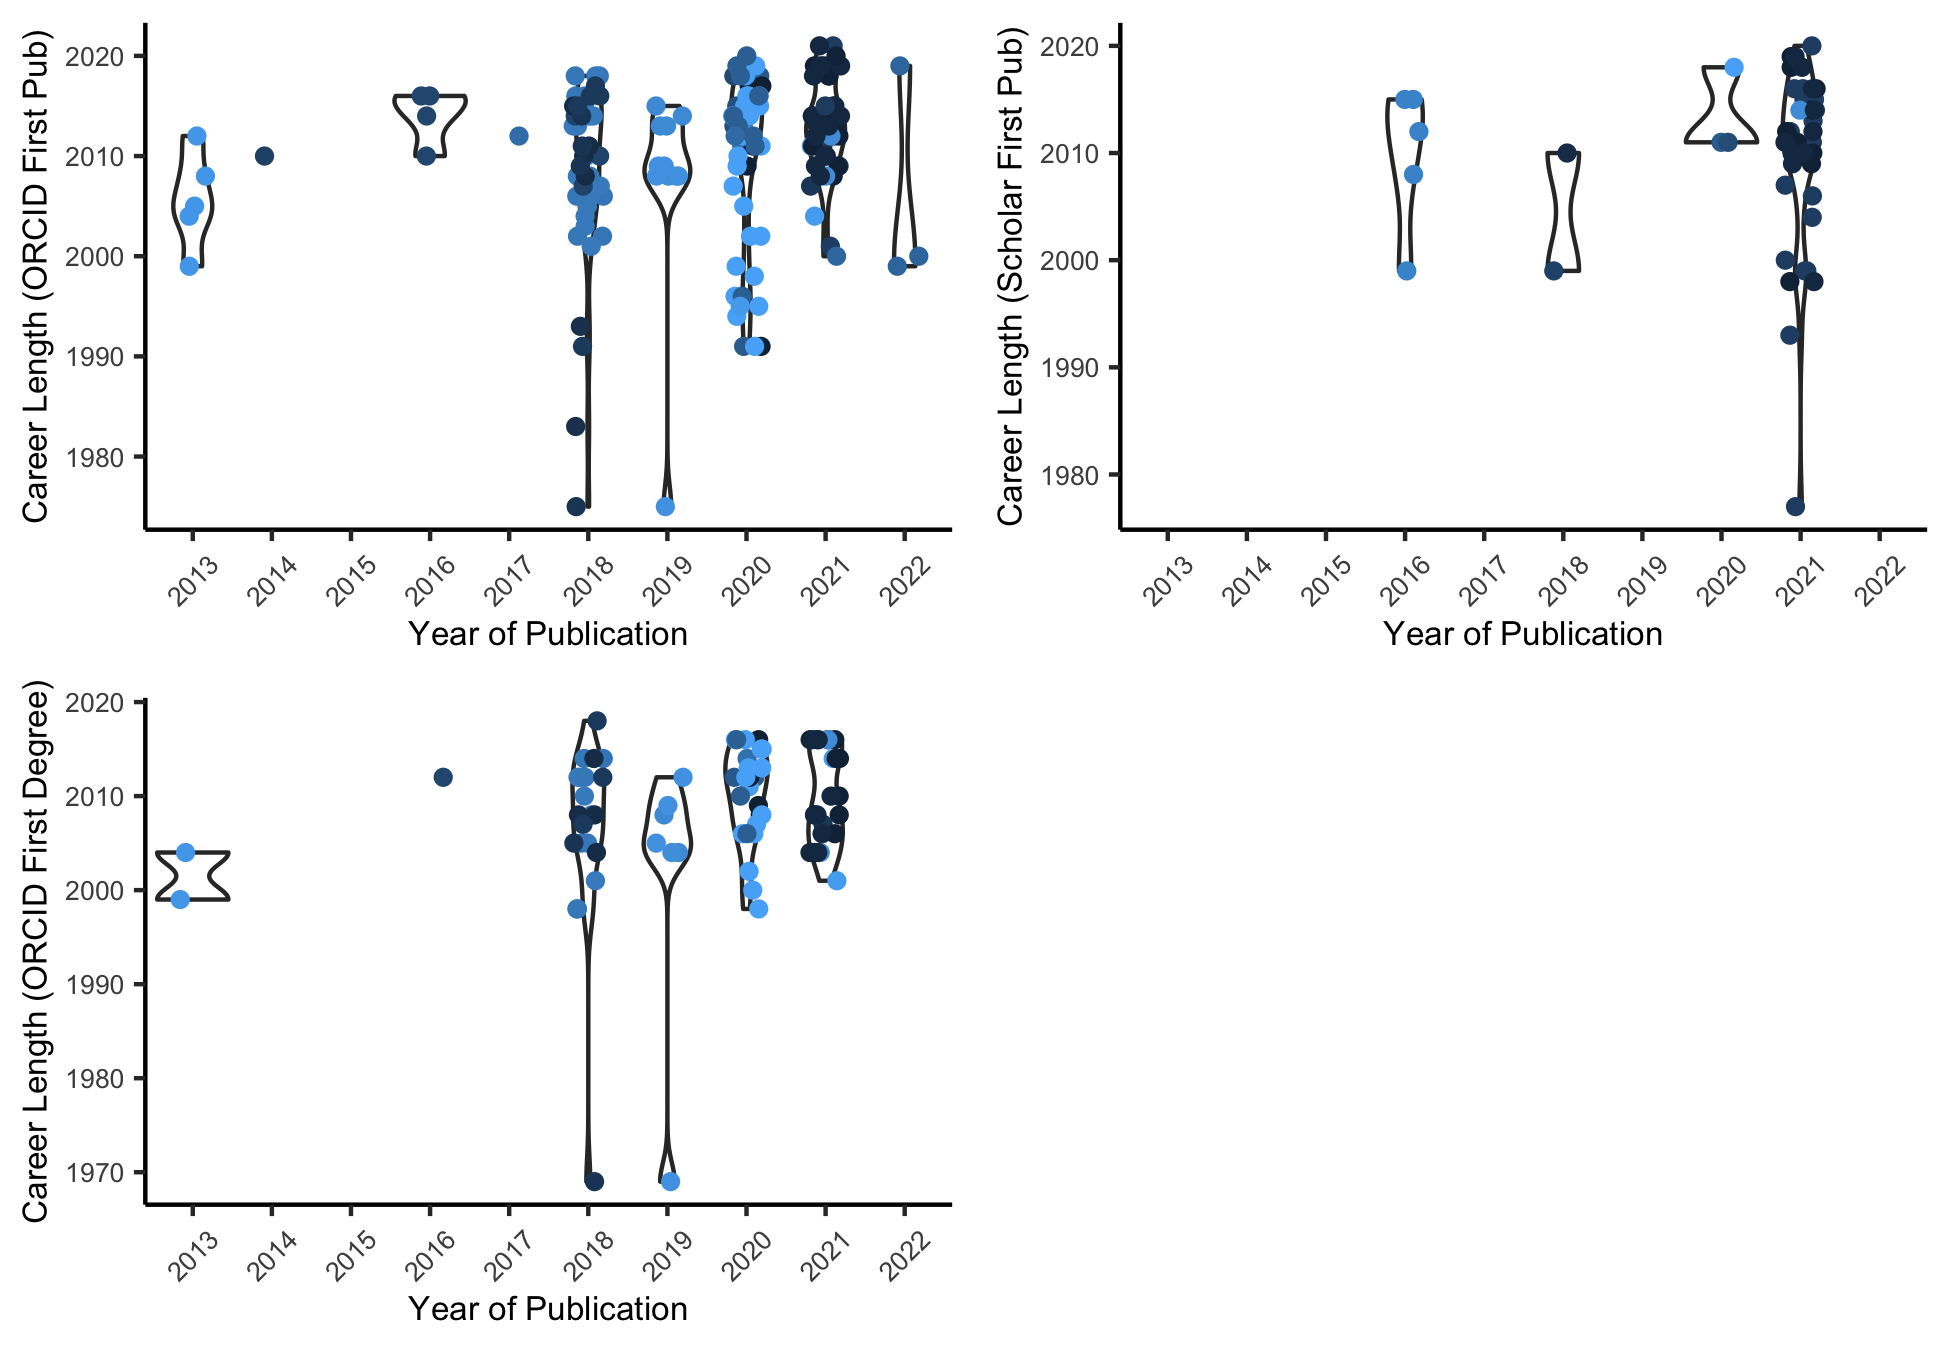 Career Length (ORCID First Pub)
2020
2010
2000
1990
1980
2013 2014 2015 2016 2017 2018 2019 2020 2021 2022
Year of Publication
Career Length (Scholar First Pub)
2020
2010
2000
1990
1980
2013 2014 2015 2016 2017 2018 2019 2020 2021 2022
Year of Publication
Career Length (ORCID First Degree)
2020
2010
2000
1990
1980
1970
2013 2014 2015 2016 2017 2018 2019 2020 2021 2022
Year of Publication